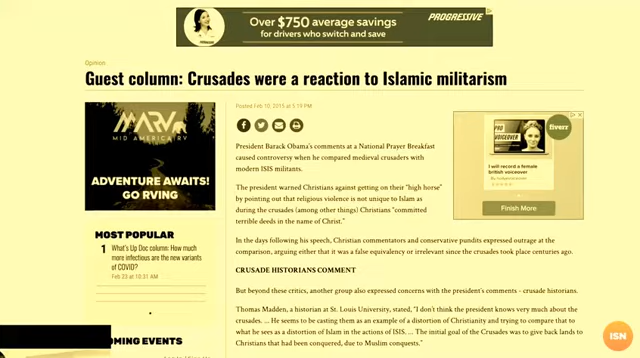 Over $750 average savings
for drivers who switch and save
PROGRESSIVE
Opinion
Guest column: Crusades were a reaction to Islamic militarism
Posted Feb 10, 2015 at 5:19 PM
MARV
MID AMERICA RV
ADVENTURE AWAITS!
GO RVING
President Barack Obama's comments at a National Prayer Breakfast
caused controversy when he compared medieval crusaders with
modern ISIS militants.
The president warned Christians against getting on their "high horse"
by pointing out that religious violence is not unique to Islam as
during the crusades (among other things) Christians "committed
terrible deeds in the name of Christ."
In the days following his speech, Christian commentators and conservative pundits expressed outrage at the
comparison, arguing either that it was a false equivalency or irrelevant since the crusades took place centuries ago.
CRUSADE HISTORIANS COMMENT
But beyond these critics, another group also expressed concerns with the president's comments - crusade historians.
Thomas Madden, a historian at St. Louis University, stated, "I don't think the president knows very much about the
crusades. ... He seems to be casting them as an example of a distortion of Christianity and trying to compare that to
what he sees as a distortion of Islam in the actions of ISIS. ... The initial goal of the Crusades was to give back lands to
Christians that had been conquered, due to Muslim conquests."
PRO
VOICEOVER
fiverr
I will record a female
british voiceover
Finish More
MOST POPULAR
1 What's Up Doc column: How much
more infectious are the new variants
of COVID?
Feb 23 at 10:31 AM
OMING EVENTS
ISN